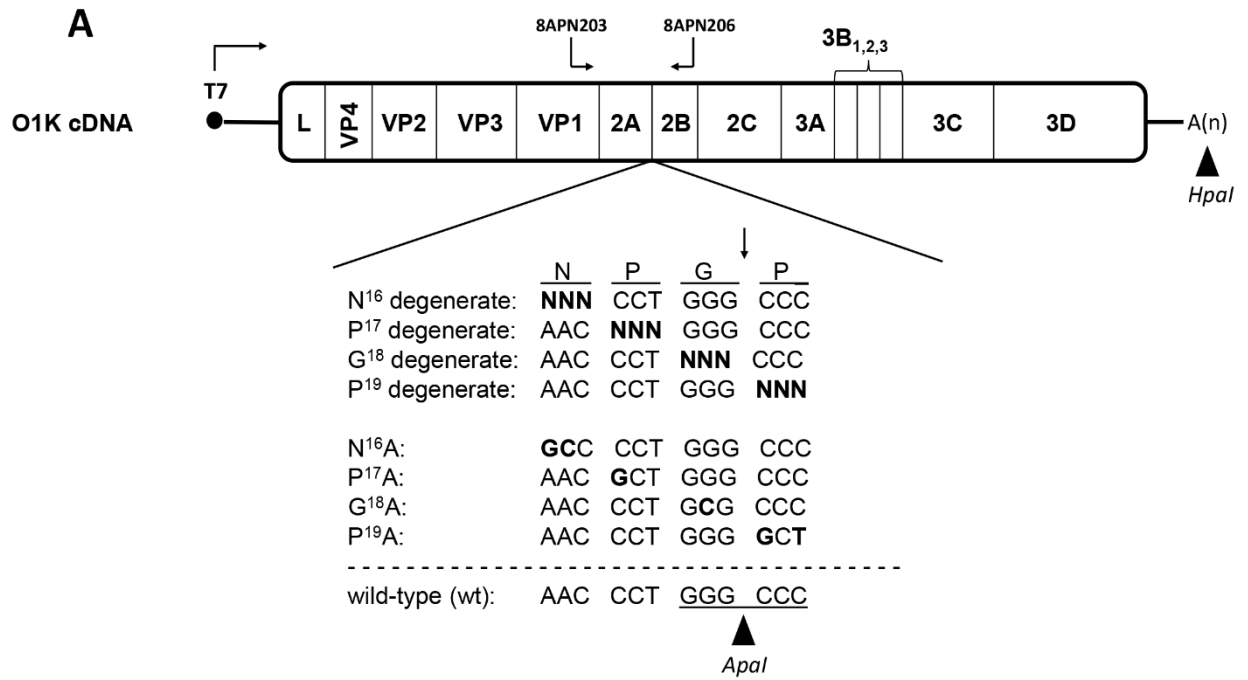 A
8APN203 8APN206
3B1,2,3
T7
O1K cDNA L VP4 VP2 VP3 VP1 2A 2B 2C 3A 3C 3D A(n)
HpaI
N P G P
N16 degenerate: NNN CCT GGG CCC
P17 degenerate: AAC NNN GGG CCC
G18 degenerate: AAC CCT NNN CCC
P19 degenerate: AAC CCT GGG NNN
N16A: GCC CCT GGG CCC
P17A: AAC GCT GGG CCC
G18A: AAC CCT GCG CCC
P19A: AAC CCT GGG GCT
wild-type (wt): AAC CCT GGG CCC
ApaI